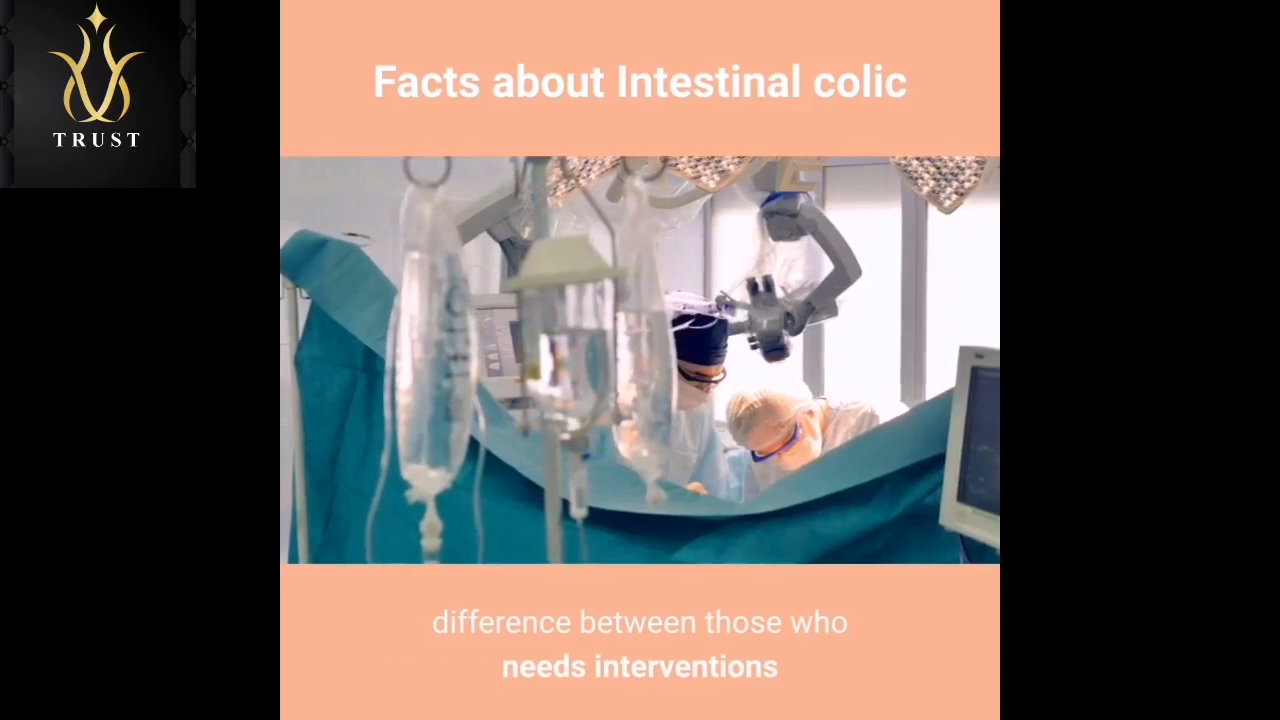 TRUST
Facts about Intestinal colic
difference between those who
needs interventions